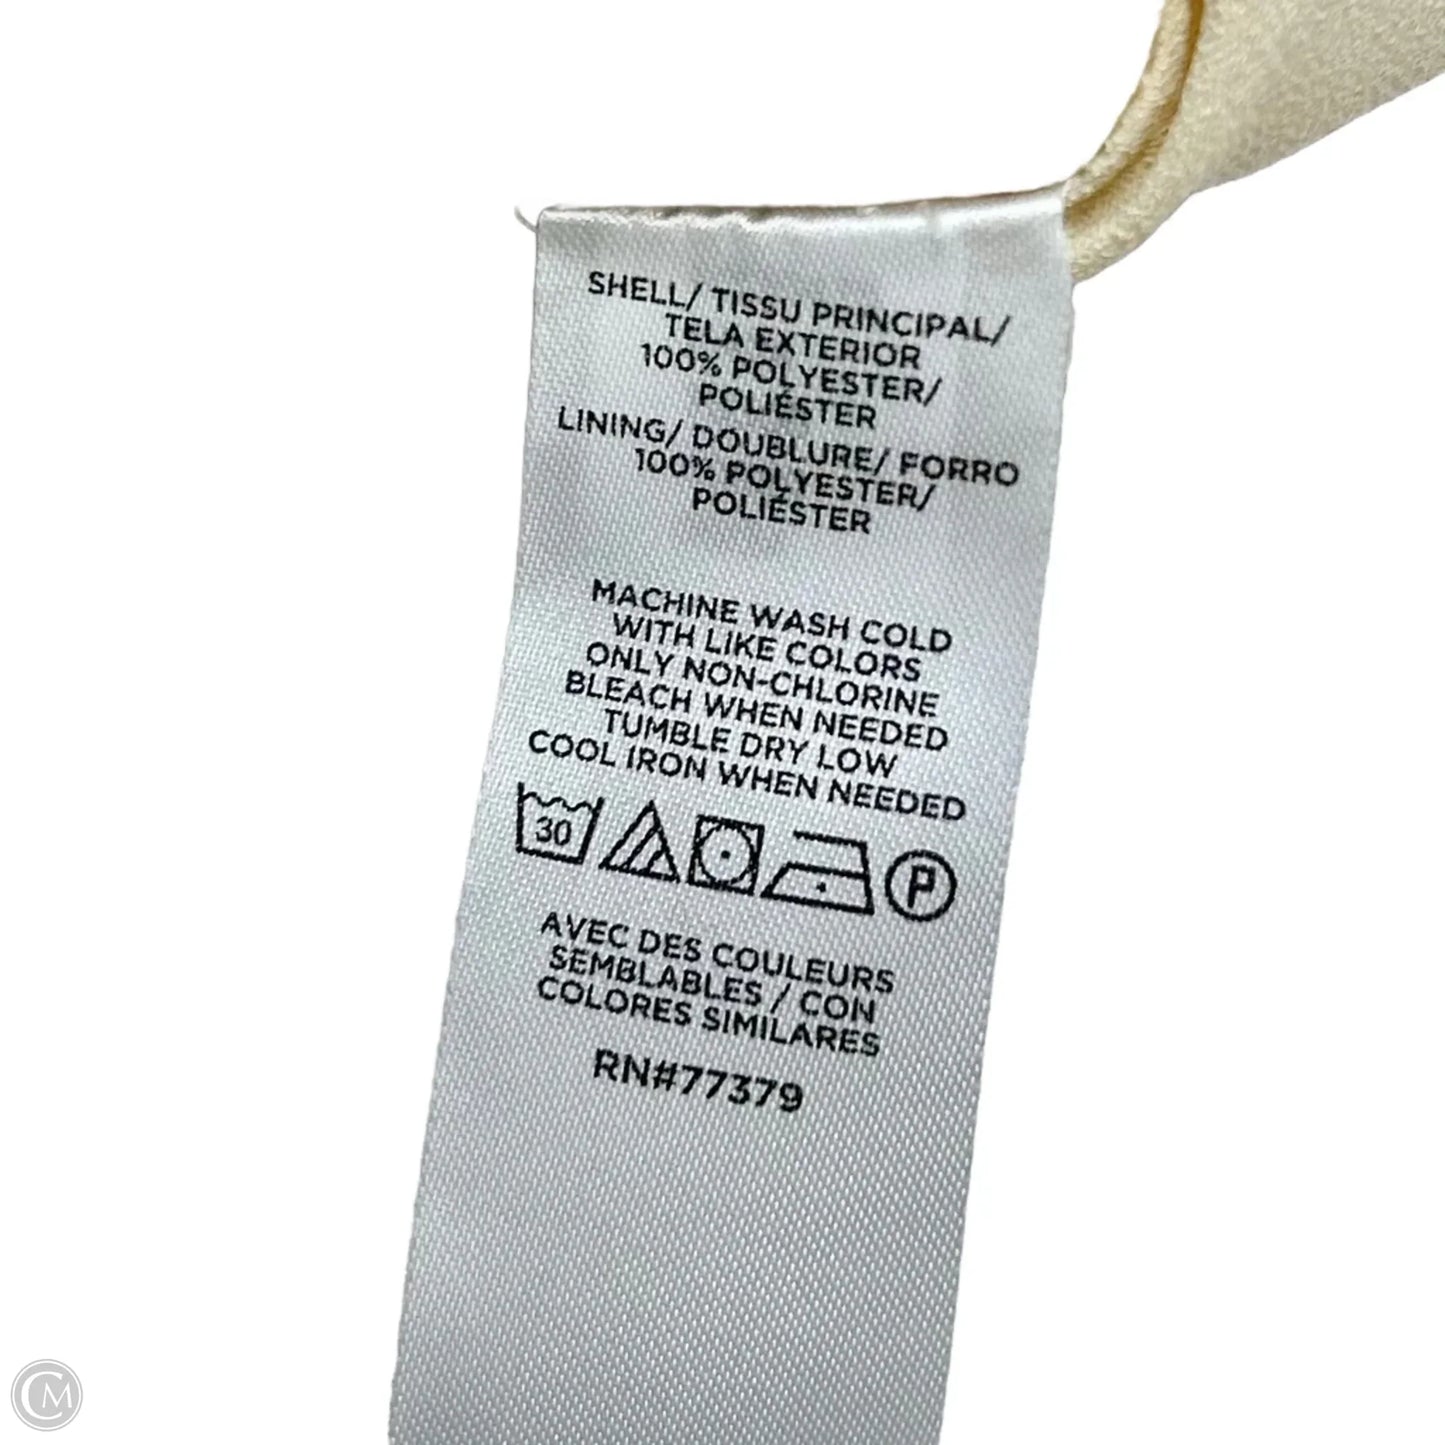 SHELL/ TISSU PRINCIPAL/
TELA EXTERIOR
100% POLYESTER/
POLIÉSTER
LINING/ DOUBLURE/ FORRO
100% POLYESTER/
POLIÉSTER
MACHINE WASH COLD
WITH LIKE COLORS
ONLY NON-CHLORINE
BLEACH WHEN NEEDED
TUMBLE DRY LOW
COOL IRON WHEN NEEDED
30 P
AVEC DES COULEURS
SEMBLABLES / CON
COLORES SIMILARES
RN#77379
CM